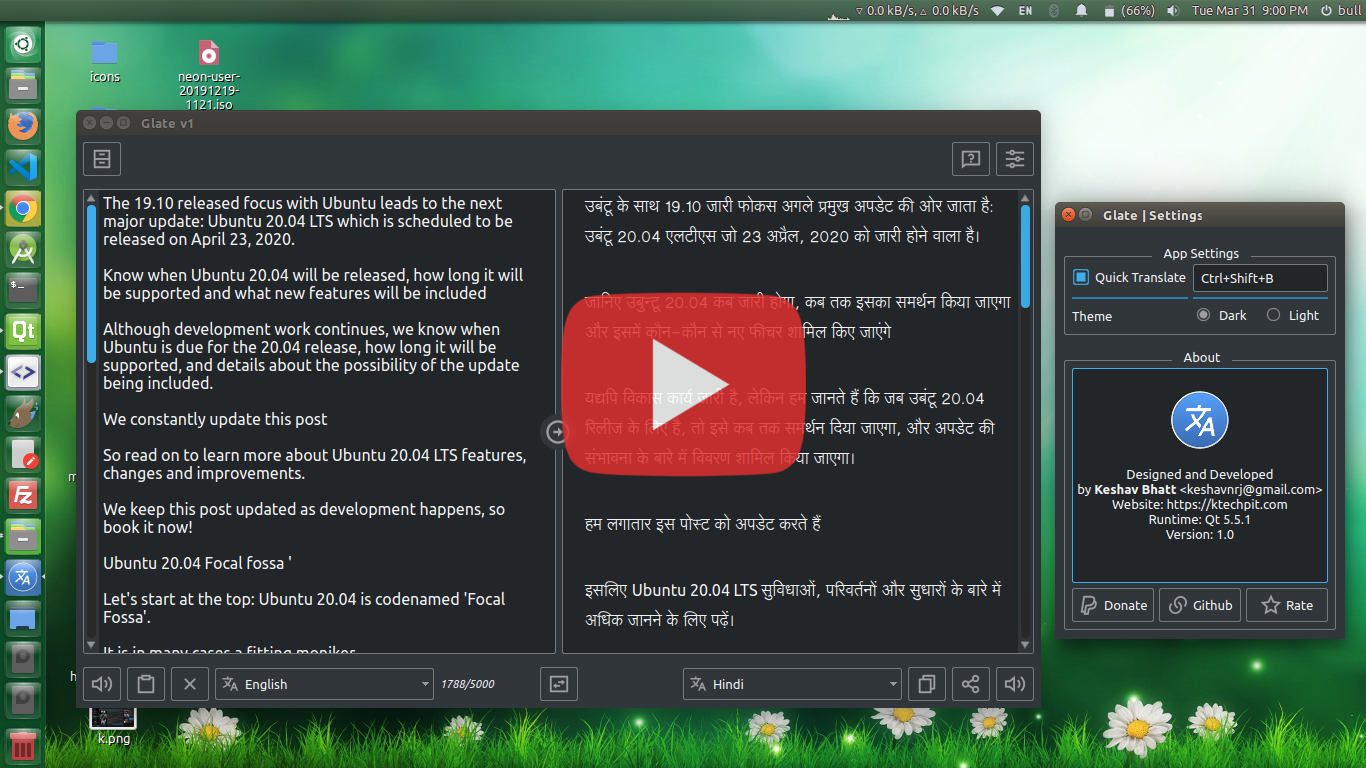 0.0 kB/s, 0.0 kB/s EN (66%) Tue Mar 31 9:00 PM bull
icons
neon-user-
20191219-
1121.iso
Glate v1
The 19.10 released focus with Ubuntu leads to the next
major update: Ubuntu 20.04 LTS which is scheduled to be
released on April 23, 2020.
Know when Ubuntu 20.04 will be released, how long it will
be supported and what new features will be included
Although development work continues, we know when
Ubuntu is due for the 20.04 release, how long it will be
supported, and details about the possibility of the update
being included.
We constantly update this post
So read on to learn more about Ubuntu 20.04 LTS features,
changes and improvements.
We keep this post updated as development happens, so
book it now!
Ubuntu 20.04 Focal fossa '
Let's start at the top: Ubuntu 20.04 is codenamed 'Focal
Fossa'.
It is in many cases a fitting moniker
उबंटू के साथ 19.10 जारी फोकस अगले प्रमुख अपडेट की ओर जाता है:
उबंटू 20.04 एलटीएस जो 23 अप्रैल, 2020 को जारी होने वाला है।
जानिए उबुन्टू 20.04 कब जारी होगा, कब तक इसका समर्थन किया जाएगा
और इसमें कौन-कौन से नए फीचर शामिल किए जाएंगे
यद्यपि विकास कार्य जारी है, लेकिन हम जानते हैं कि जब उबंटू 20.04
रिलीज के लिए है, तो इसे कब तक समर्थन दिया जाएगा, और अपडेट की
संभावना के बारे में विवरण शामिल किया जाएगा।
हम लगातार इस पोस्ट को अपडेट करते हैं
इसलिए Ubuntu 20.04 LTS सुविधाओं, परिवर्तनों और सुधारों के बारे में
अधिक जानने के लिए पढ़ें।
English
1788/5000
Hindi
k.png
Glate | Settings
App Settings
Quick Translate Ctrl+Shift+B
Theme Dark Light
About
Designed and Developed
by Keshav Bhatt <keshavnrj@gmail.com>
Website: https://ktechpit.com
Runtime: Qt 5.5.1
Version: 1.0
Donate Github Rate